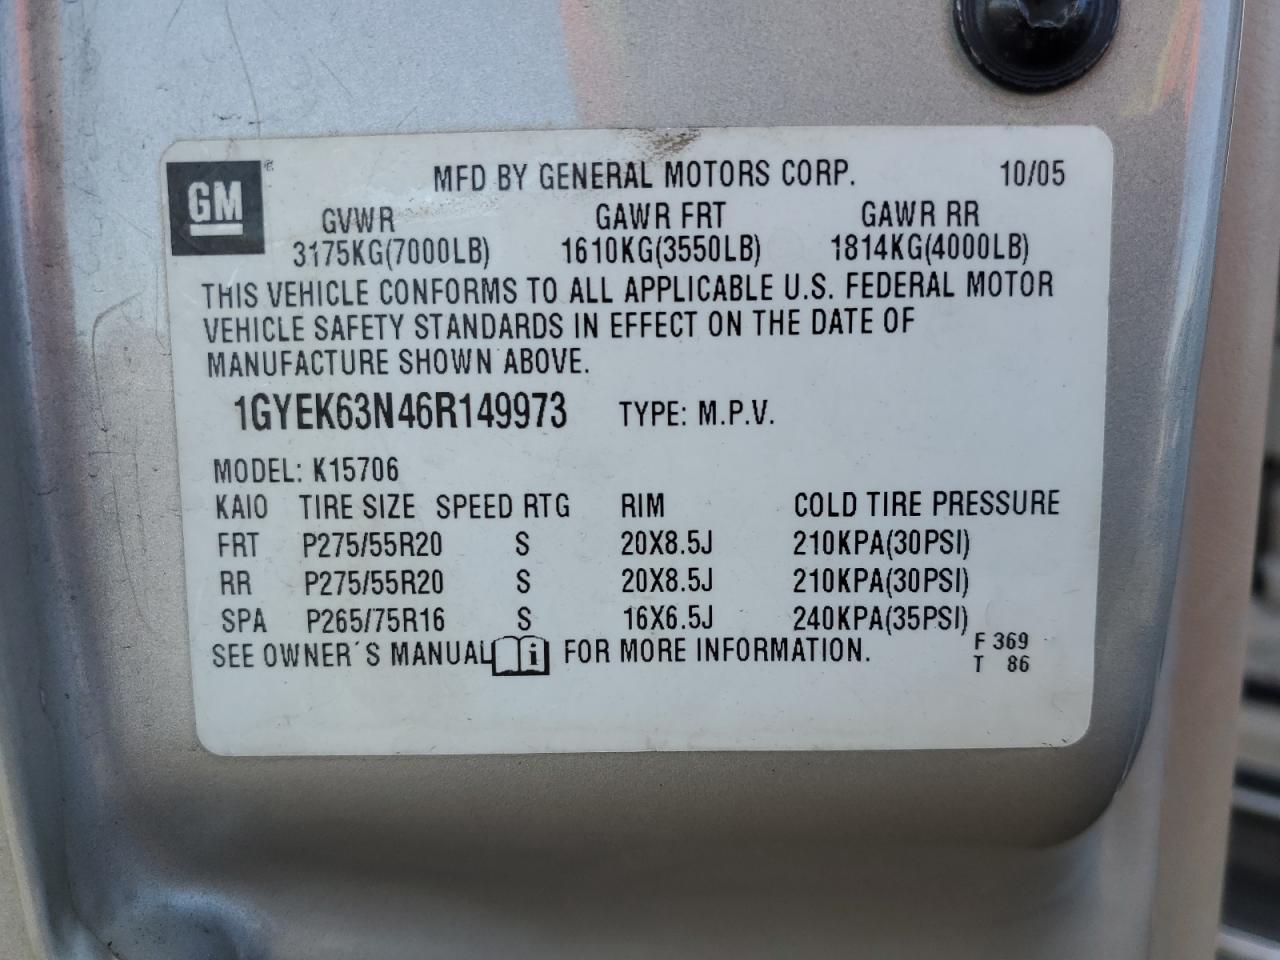 GM
MFD BY GENERAL MOTORS CORP. 10/05
GVWR GAWR FRT GAWR RR
3175KG(7000LB) 1610KG(3550LB) 1814KG(4000LB)
THIS VEHICLE CONFORMS TO ALL APPLICABLE U.S. FEDERAL MOTOR
VEHICLE SAFETY STANDARDS IN EFFECT ON THE DATE OF
MANUFACTURE SHOWN ABOVE.
1GYEK63N46R149973 TYPE: M.P.V.
MODEL: K15706
KAIO TIRE SIZE SPEED RTG RIM COLD TIRE PRESSURE
FRT P275/55R20 S 20X8.5J 210KPA(30PSI)
RR P275/55R20 S 20X8.5J 210KPA(30PSI)
SPA P265/75R16 S 16X6.5J 240KPA(35PSI)
SEE OWNER´S MANUAL i FOR MORE INFORMATION. F 369
T 86